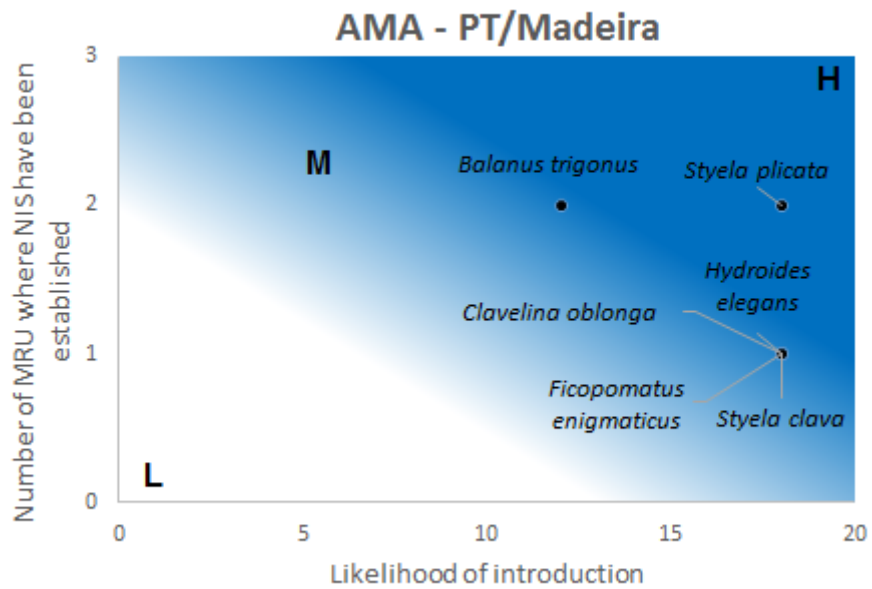 AMA - PT/Madeira
Number of MRU where NIS have been
established
3
2
1
0
H
M
L
Balanus trigonus
Styela plicata
Hydroides
elegans
Clavelina oblonga
Ficopomatus
enigmaticus
Styela clava
0
5
10
15
20
Likelihood of introduction